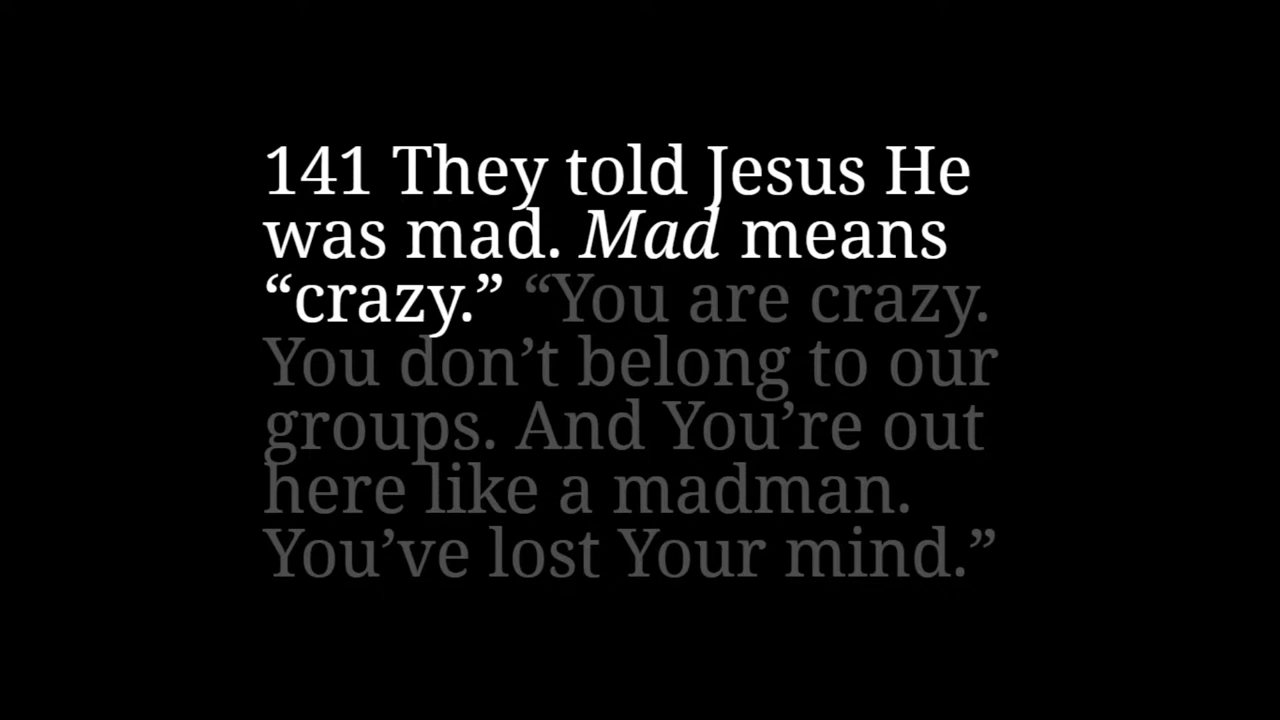 141 They told Jesus He
was mad. Mad means
“crazy.” “You are crazy.
You don’t belong to our
groups. And You’re out
here like a madman.
You’ve lost Your mind.”